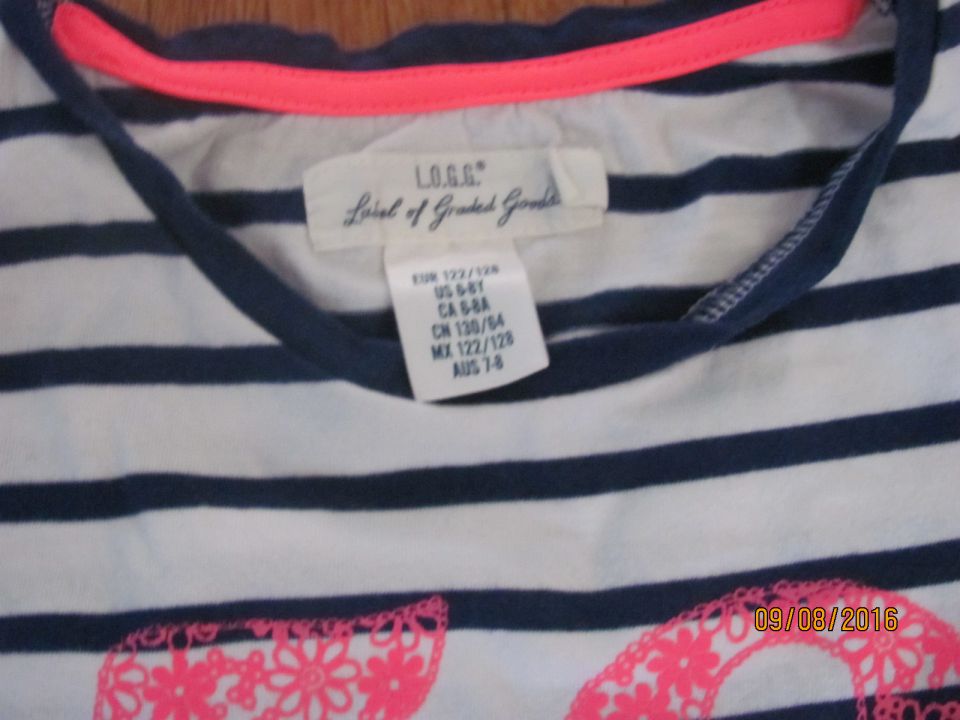 L.O.G.G.®
Label of Graded Goods
EUR 122/128
US 6-8Y
CA 6-8A
CN 130/64
MX 122/128
AUS 7-8
09/08/2016